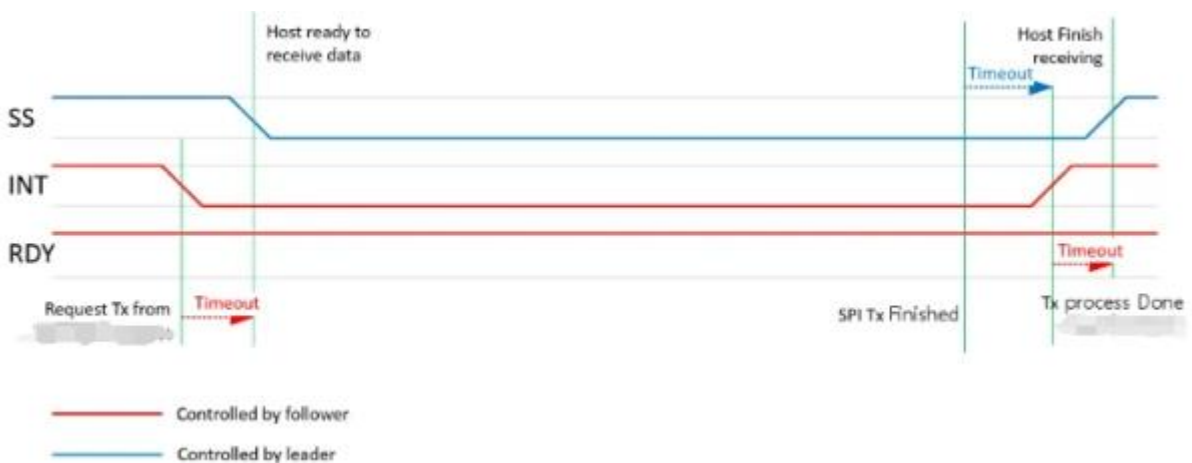 Host ready to
receive data
Host Finish
receiving
Timeout
SS
INT
RDY
Timeout
Request Tx from
Timeout
SPI Tx Finished
Tx process Done
Controlled by follower
Controlled by leader